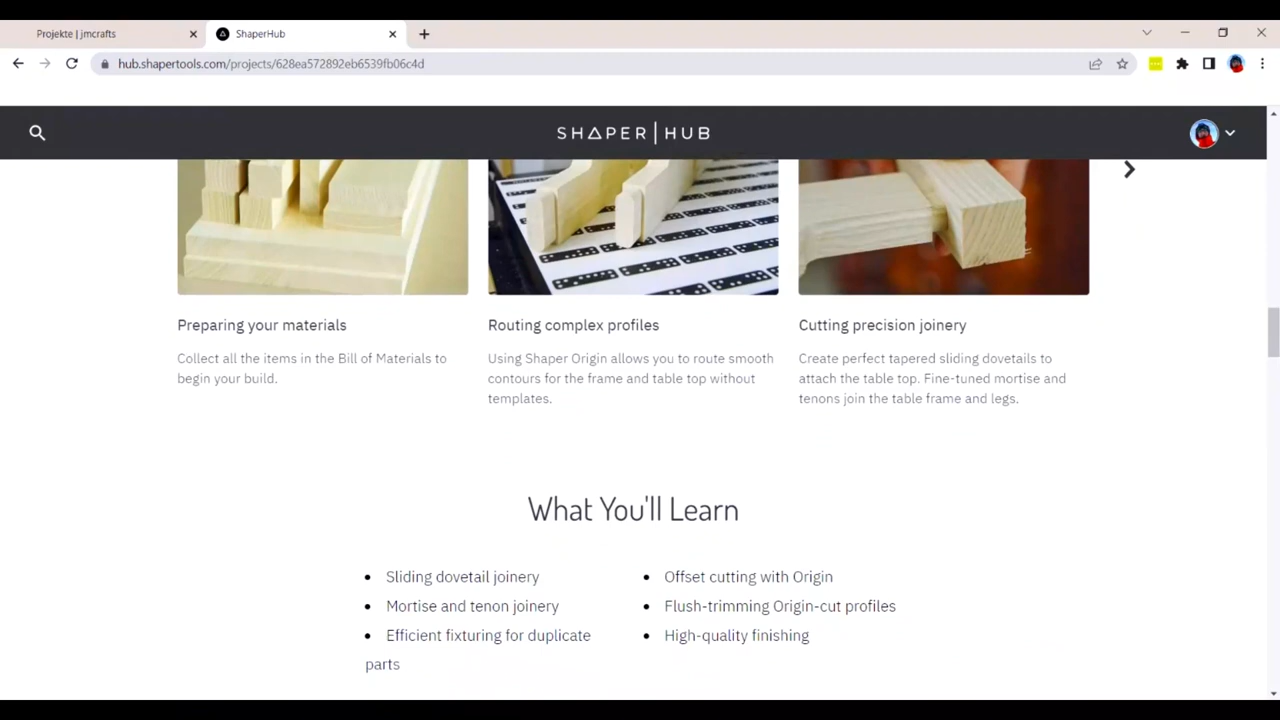 Projekte | jmcrafts
ShaperHub
hub.shapertools.com/projects/628ea572892eb6539fb06c4d
SHAPER | HUB
Preparing your materials
Collect all the items in the Bill of Materials to
begin your build.
Routing complex profiles
Using Shaper Origin allows you to route smooth
contours for the frame and table top without
templates.
Cutting precision joinery
Create perfect tapered sliding dovetails to
attach the table top. Fine-tuned mortise and
tenons join the table frame and legs.
What You'll Learn
• Sliding dovetail joinery
• Mortise and tenon joinery
• Efficient fixturing for duplicate
parts
• Offset cutting with Origin
• Flush-trimming Origin-cut profiles
• High-quality finishing